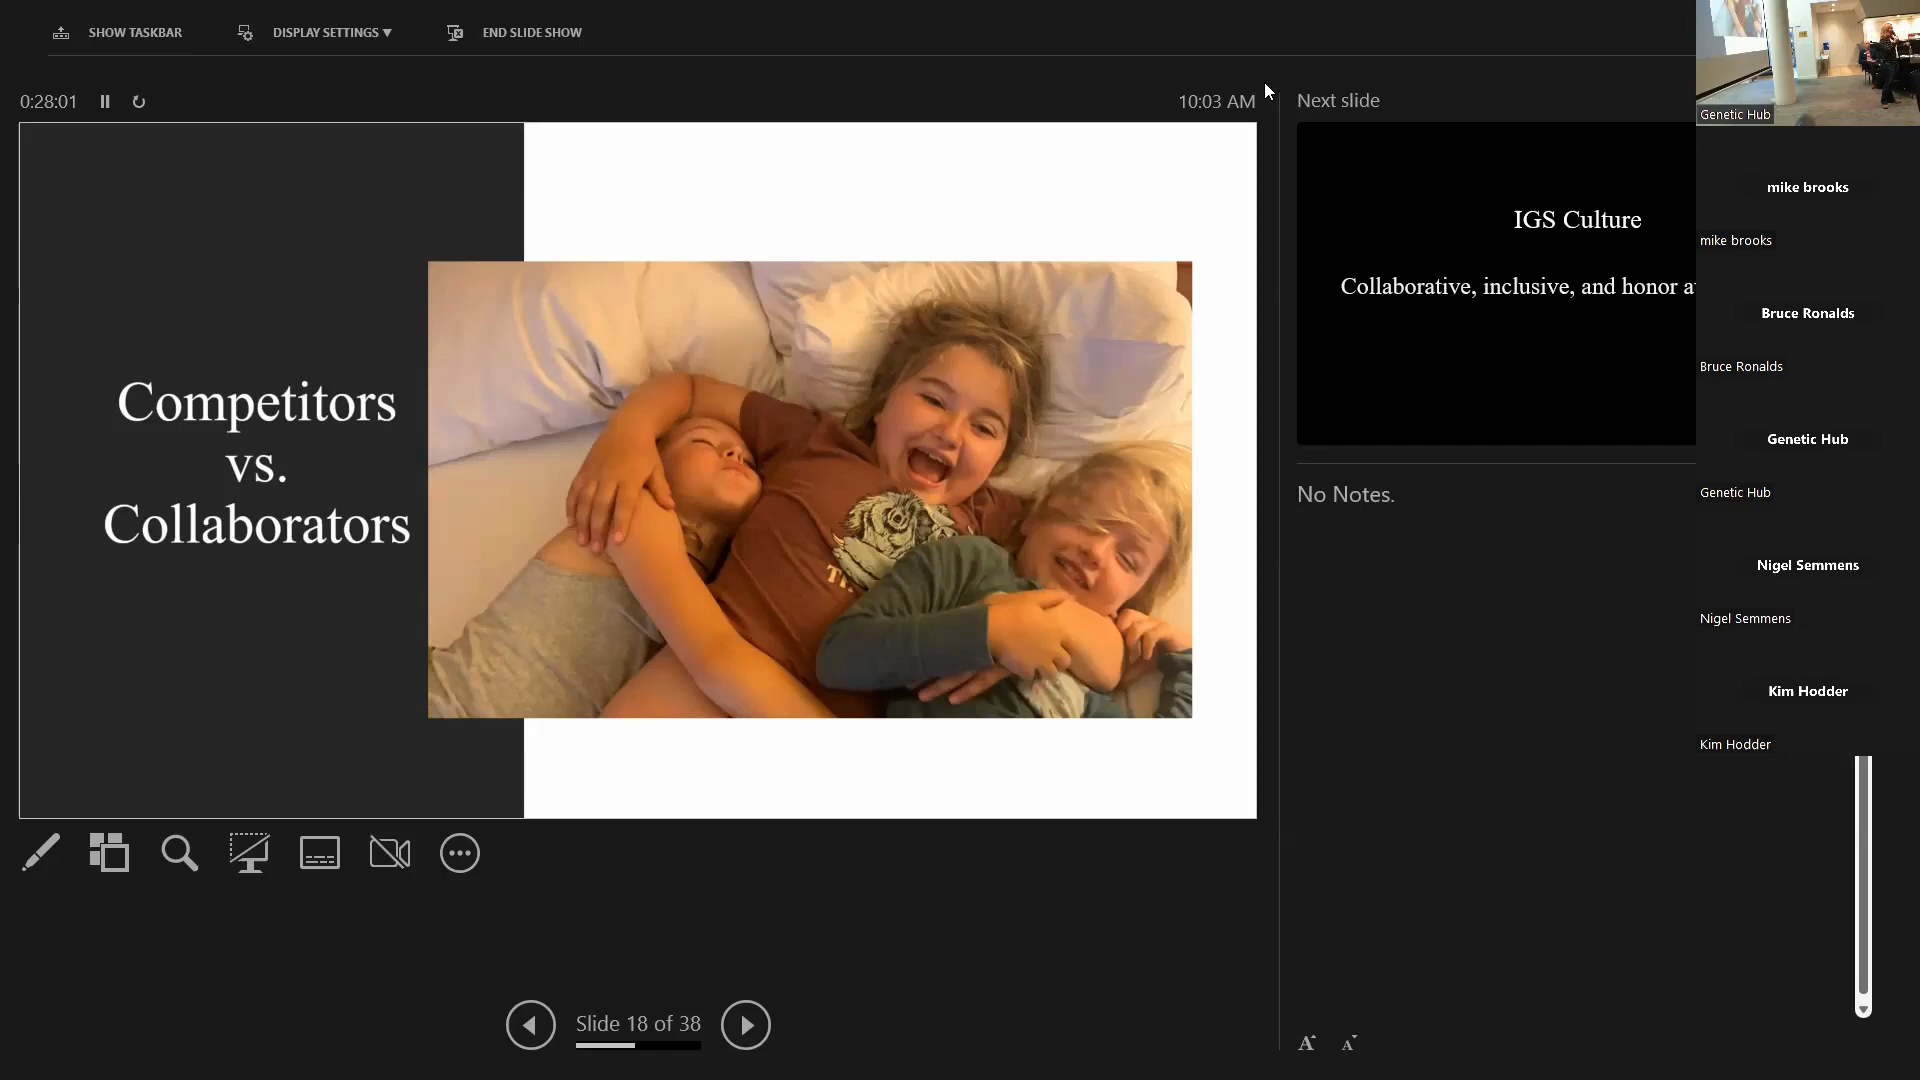 SHOW TASKBAR
DISPLAY SETTINGS ▼
END SLIDE SHOW
0:28:01
10:03 AM
Next slide
Competitors
vs.
Collaborators
IGS Culture
Collaborative, inclusive, and honor
No Notes.
Slide 18 of 38
A
A
Genetic Hub
mike brooks
mike brooks
Bruce Ronalds
Bruce Ronalds
Genetic Hub
Genetic Hub
Nigel Semmens
Nigel Semmens
Kim Hodder
Kim Hodder